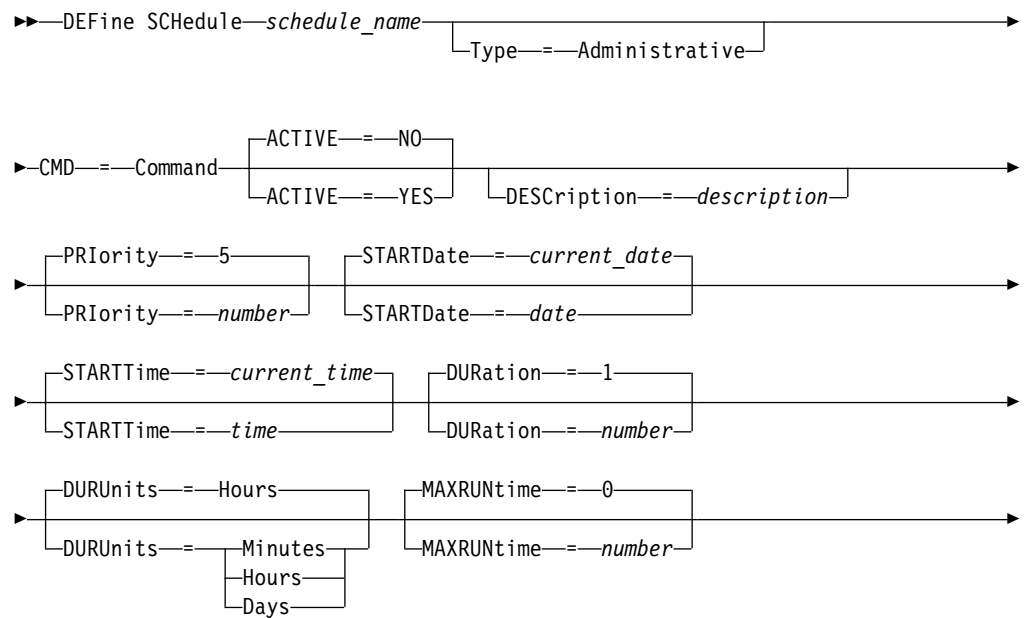 DEFine SCHedule schedule_name
Type = Administrative
CMD = Command
ACTIVE = NO
ACTIVE = YES
DESCription = description
PRIority = 5
PRIority = number
STARTDate = current_date
STARTDate = date
STARTTime = current_time
STARTTime = time
DURation = 1
DURation = number
DURUnits = Hours
DURUnits = Minutes
Hours
Days
MAXRUNtime = 0
MAXRUNtime = number